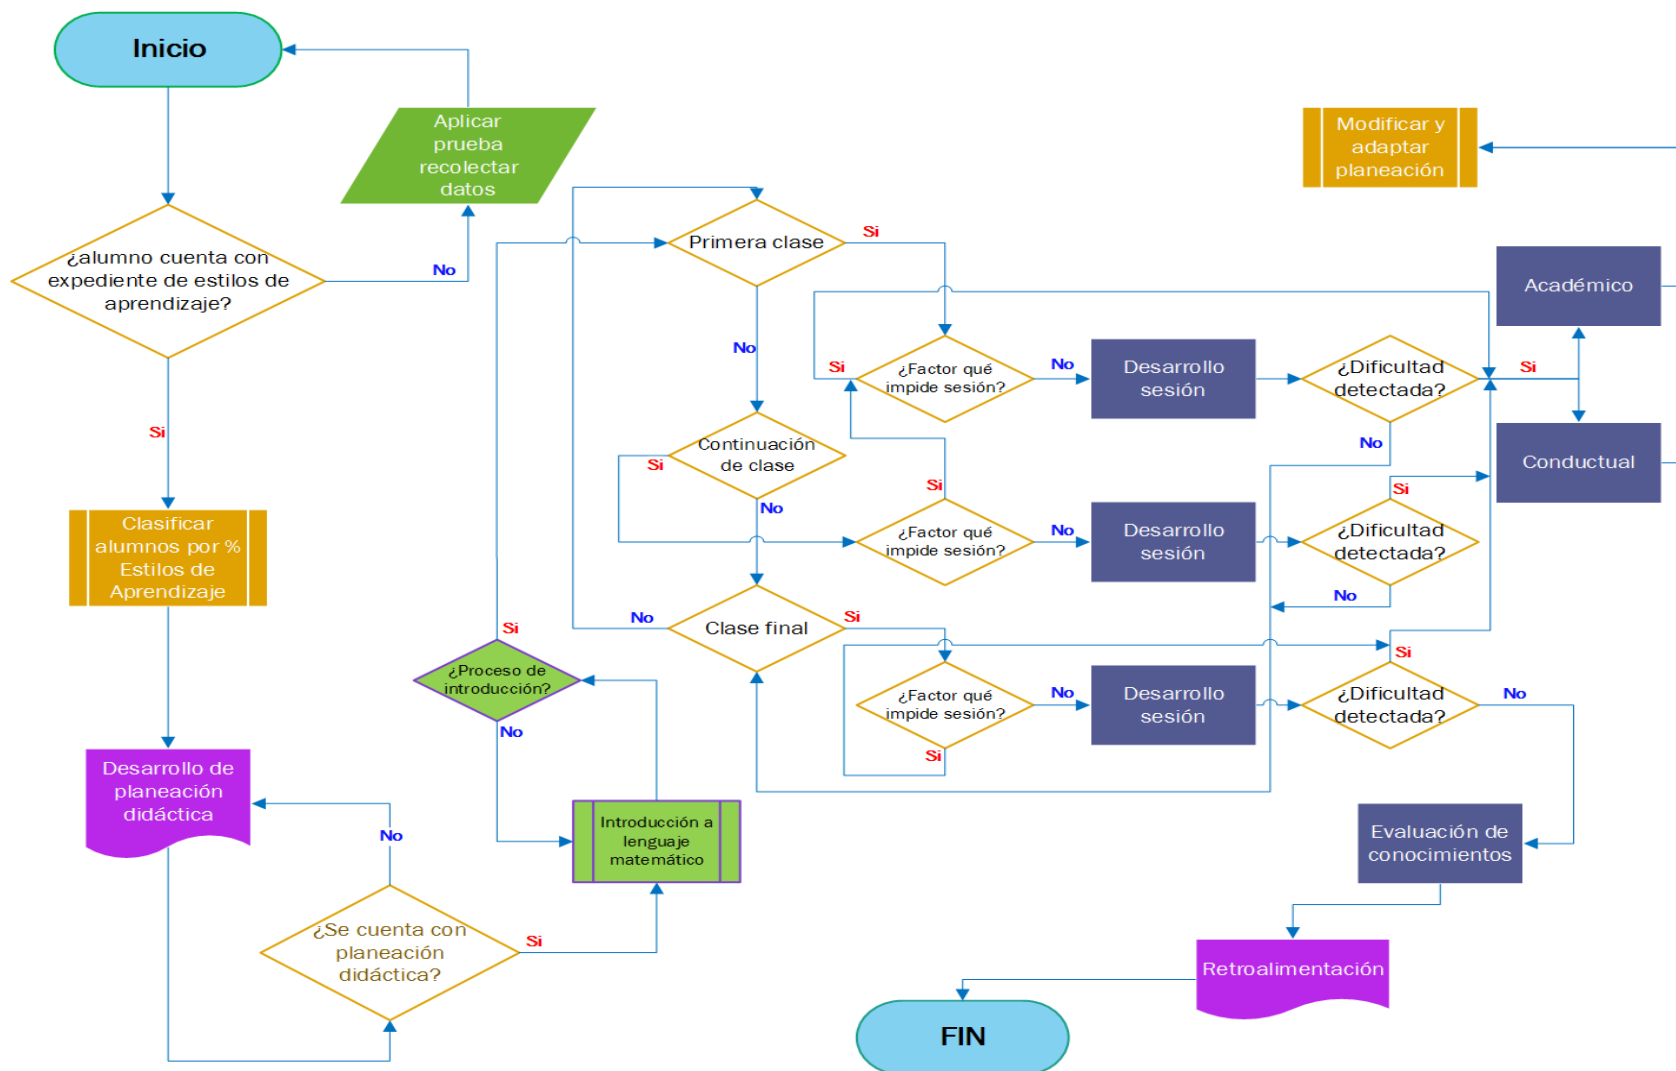 Inicio
Aplicar
prueba
recolectar
datos
¿alumno cuenta con
expediente de estilos de
aprendizaje?
No
Si
Clasificar
alumnos por %
Estilos de
Aprendizaje
Desarrollo de
planeación
didáctica
No
¿Se cuenta con
planeación
didáctica?
Si
Introducción a
lenguaje
matemático
¿Proceso de
introducción?
Si
No
Primera clase
Si
No
Continuación
de clase
Si
No
Clase final
No
Si
¿Factor qué
impide sesión?
Si
No
Desarrollo
sesión
¿Dificultad
detectada?
Si
No
¿Factor qué
impide sesión?
Si
No
Desarrollo
sesión
¿Dificultad
detectada?
Si
No
¿Factor qué
impide sesión?
Si
No
Desarrollo
sesión
¿Dificultad
detectada?
Si
No
Modificar y
adaptar
planeación
Académico
Conductual
Evaluación de
conocimientos
Retroalimentación
FIN